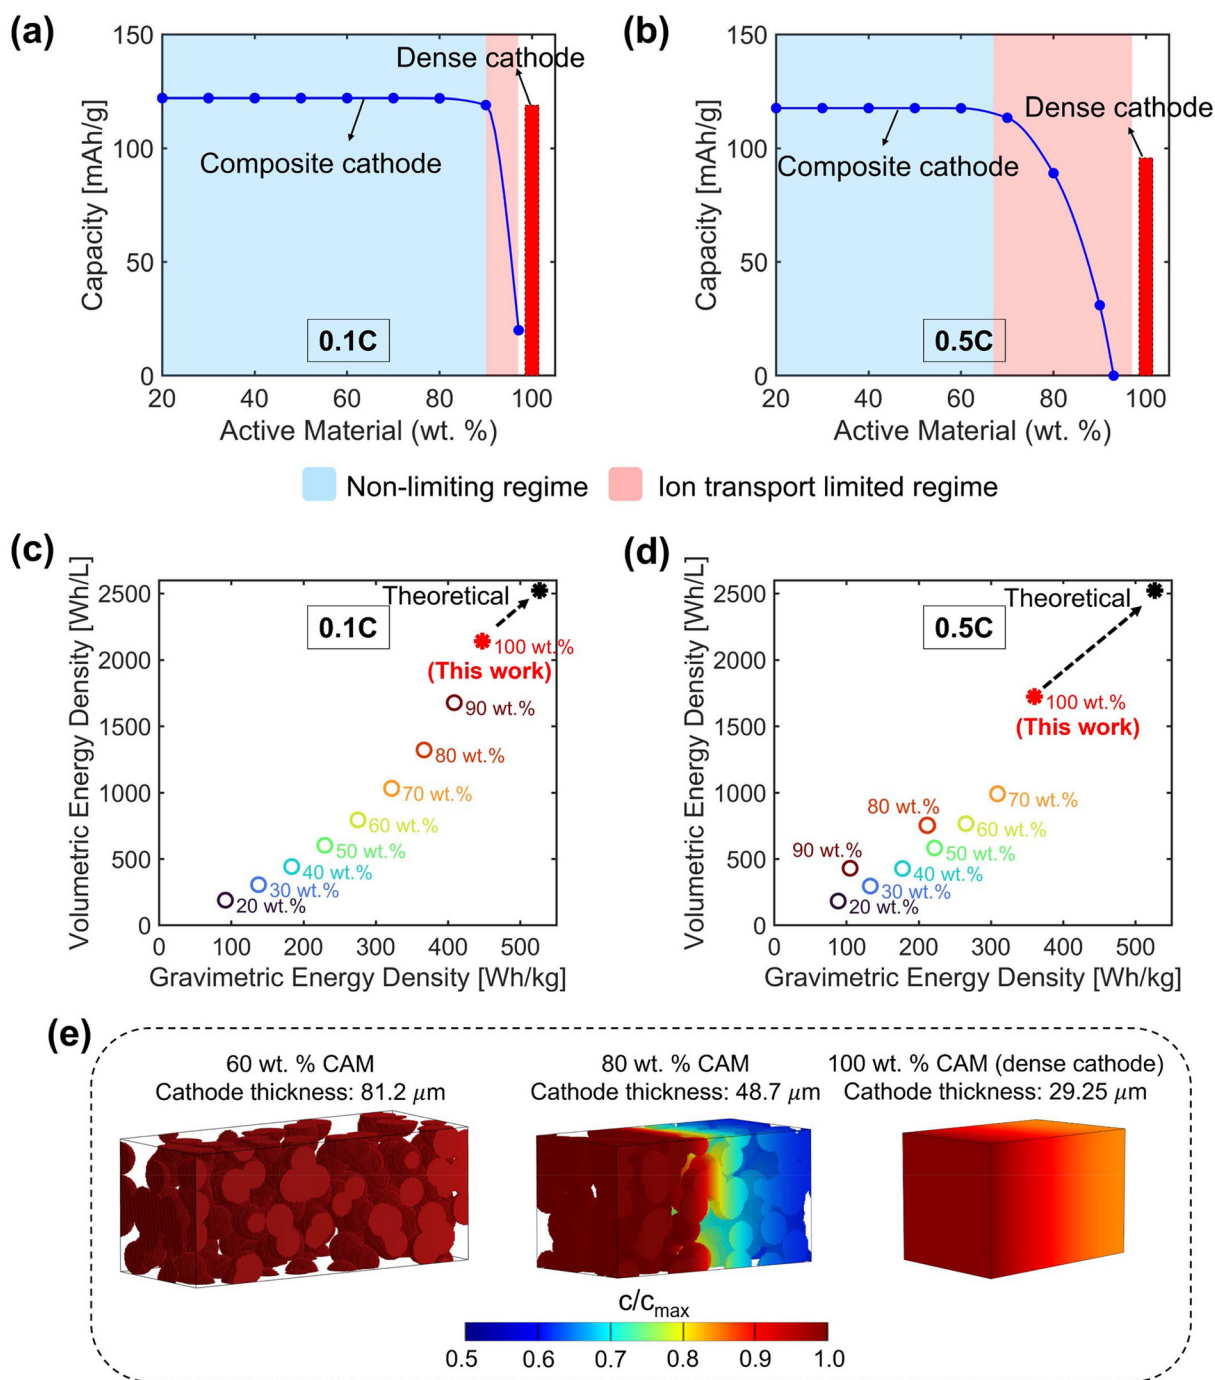 (a)
150
100
50
0
Capacity [mAh/g]
Dense cathode
Composite cathode
0.1C
20
40
60
80
100
Active Material (wt. %)
(b)
150
100
50
0
Capacity [mAh/g]
Dense cathode
Composite cathode
0.5C
20
40
60
80
100
Active Material (wt. %)
Non-limiting regime
Ion transport limited regime
(c)
Volumetric Energy Density [Wh/L]
2500
2000
1500
1000
500
0
0.1C
Theoretical
100 wt.%
(This work)
90 wt.%
80 wt.%
70 wt.%
60 wt.%
50 wt.%
40 wt.%
30 wt.%
20 wt.%
0
100
200
300
400
500
Gravimetric Energy Density [Wh/kg]
(d)
Volumetric Energy Density [Wh/L]
2500
2000
1500
1000
500
0
0.5C
Theoretical
100 wt.%
(This work)
70 wt.%
80 wt.%
60 wt.%
50 wt.%
90 wt.%
40 wt.%
30 wt.%
20 wt.%
0
100
200
300
400
500
Gravimetric Energy Density [Wh/kg]
(e)
60 wt. % CAM
Cathode thickness: 81.2 μm
80 wt. % CAM
Cathode thickness: 48.7 μm
100 wt. % CAM (dense cathode)
Cathode thickness: 29.25 μm
c/cmax
0.5
0.6
0.7
0.8
0.9
1.0